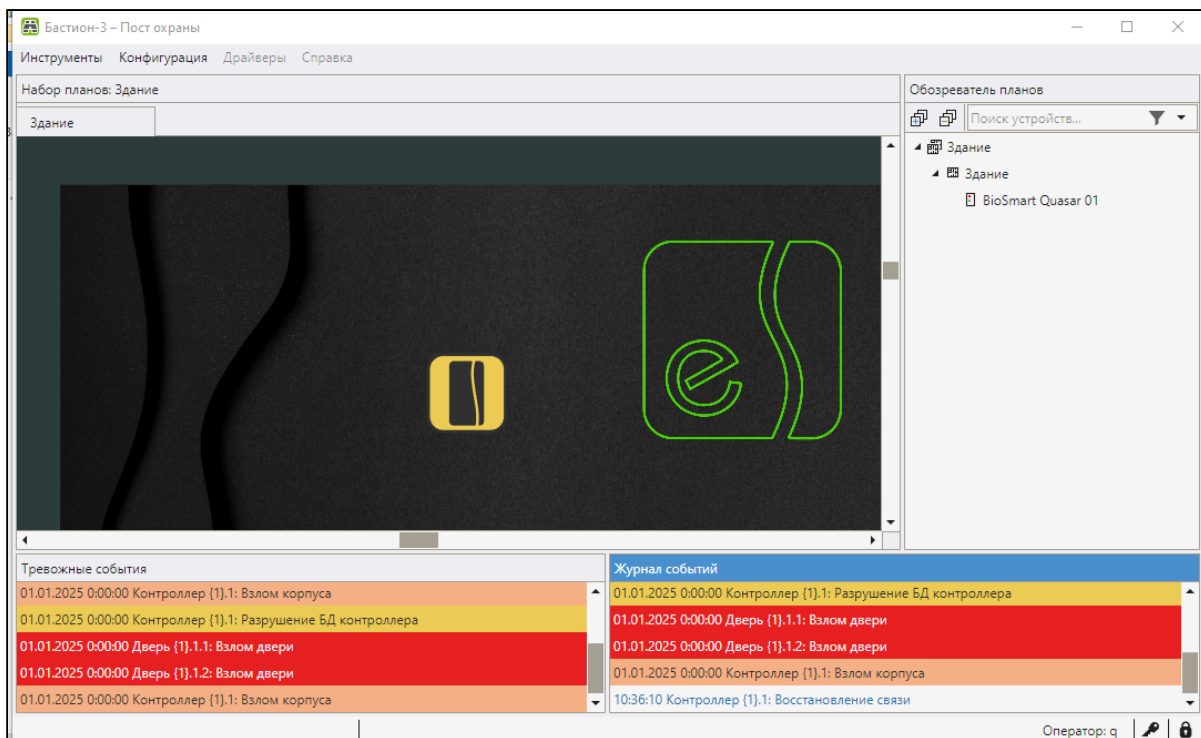 Бастион-3 – Пост охраны
Инструменты Конфигурация Драйверы Справка
Набор планов: Здание
Здание
Обозреватель планов
Поиск устройств...
Здание
Здание
BioSmart Quasar 01
Тревожные события
01.01.2025 0:00:00 Контроллер {1}.1: Взлом корпуса
01.01.2025 0:00:00 Контроллер {1}.1: Разрушение БД контроллера
01.01.2025 0:00:00 Дверь {1}.1.1: Взлом двери
01.01.2025 0:00:00 Дверь {1}.1.2: Взлом двери
01.01.2025 0:00:00 Контроллер {1}.1: Взлом корпуса
Журнал событий
01.01.2025 0:00:00 Контроллер {1}.1: Разрушение БД контроллера
01.01.2025 0:00:00 Дверь {1}.1.1: Взлом двери
01.01.2025 0:00:00 Дверь {1}.1.2: Взлом двери
01.01.2025 0:00:00 Контроллер {1}.1: Взлом корпуса
10:36:10 Контроллер {1}.1: Восстановление связи
Оператор: q